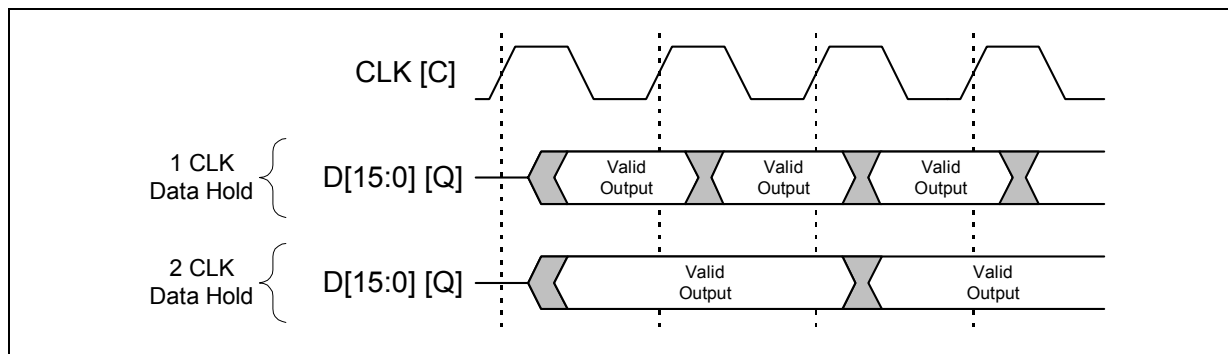 CLK [C]
1 CLK
Data Hold
D[15:0] [Q]
Valid
Output
Valid
Output
Valid
Output
2 CLK
Data Hold
D[15:0] [Q]
Valid
Output
Valid
Output